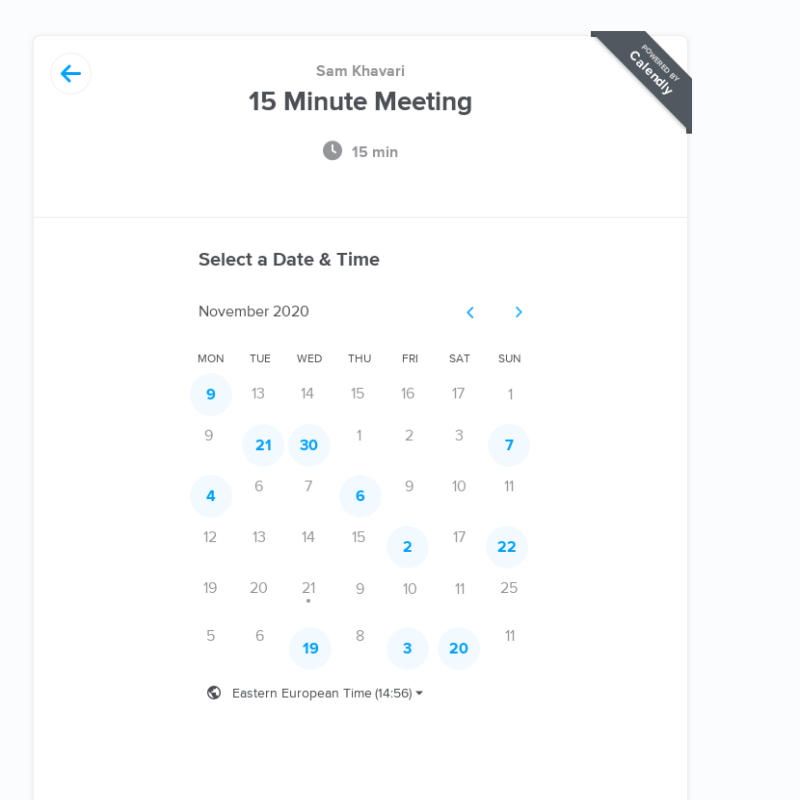 Sam Khavari
POWERED BY
Calendly
15 Minute Meeting
15 min
Select a Date & Time
November 2020
MON TUE WED THU FRI SAT SUN
9 13 14 15 16 17 1
9 21 30 1 2 3 7
4 6 7 6 9 10 11
12 13 14 15 2 17 22
19 20 21 9 10 11 25
5 6 19 8 3 20 11
Eastern European Time (14:56)